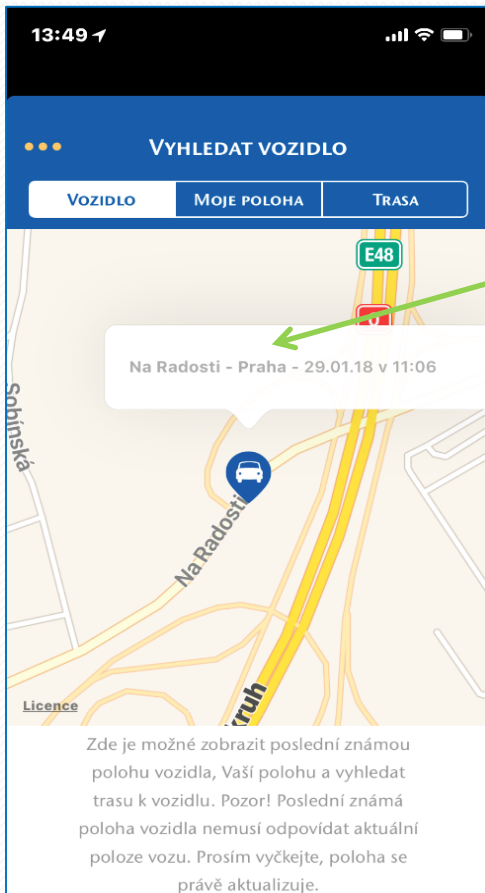 13:49
VYHLEDAT VOZIDLO
VOZIDLO MOJE POLOHA TRASA
E48
Na Radosti - Praha - 29.01.18 v 11:06
Sobínská
Na Radosti
kruh
Licence
Zde je možné zobrazit poslední známou
polohu vozidla, Vaší polohu a vyhledat
trasu k vozidlu. Pozor! Poslední známá
poloha vozidla nemusí odpovídat aktuální
poloze vozu. Prosím vyčkejte, poloha se
právě aktualizuje.